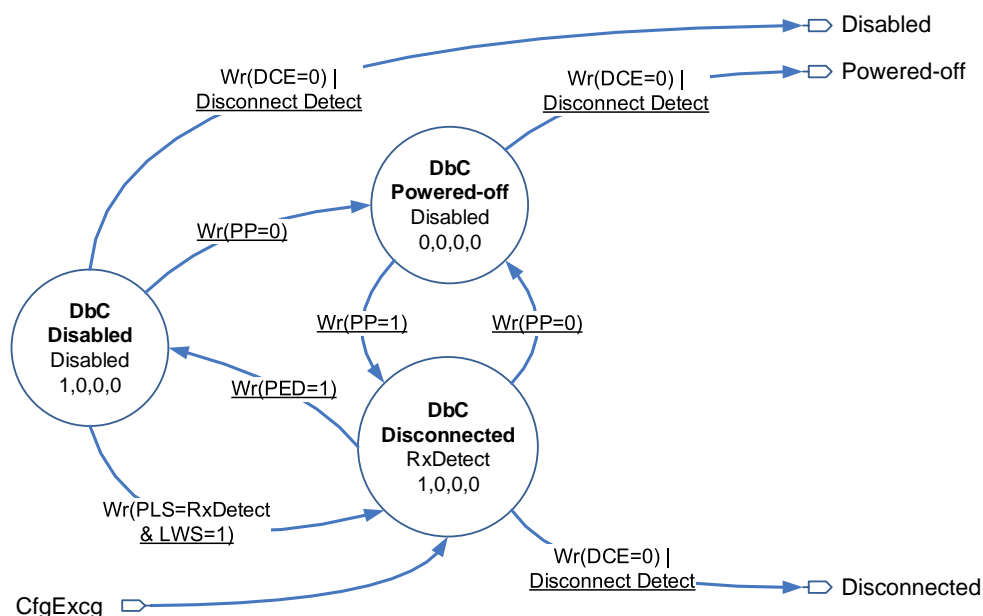 Disabled
Wr(DCE=0) |
Disconnect Detect
Powered-off
Wr(DCE=0) |
Disconnect Detect
DbC
Powered-off
Disabled
0,0,0,0
Wr(PP=0)
DbC
Disabled
Disabled
1,0,0,0
Wr(PP=1)
Wr(PP=0)
Wr(PED=1)
DbC
Disconnected
RxDetect
1,0,0,0
Wr(PLS=RxDetect
& LWS=1)
Wr(DCE=0) |
Disconnect Detect
Disconnected
CfgExcg